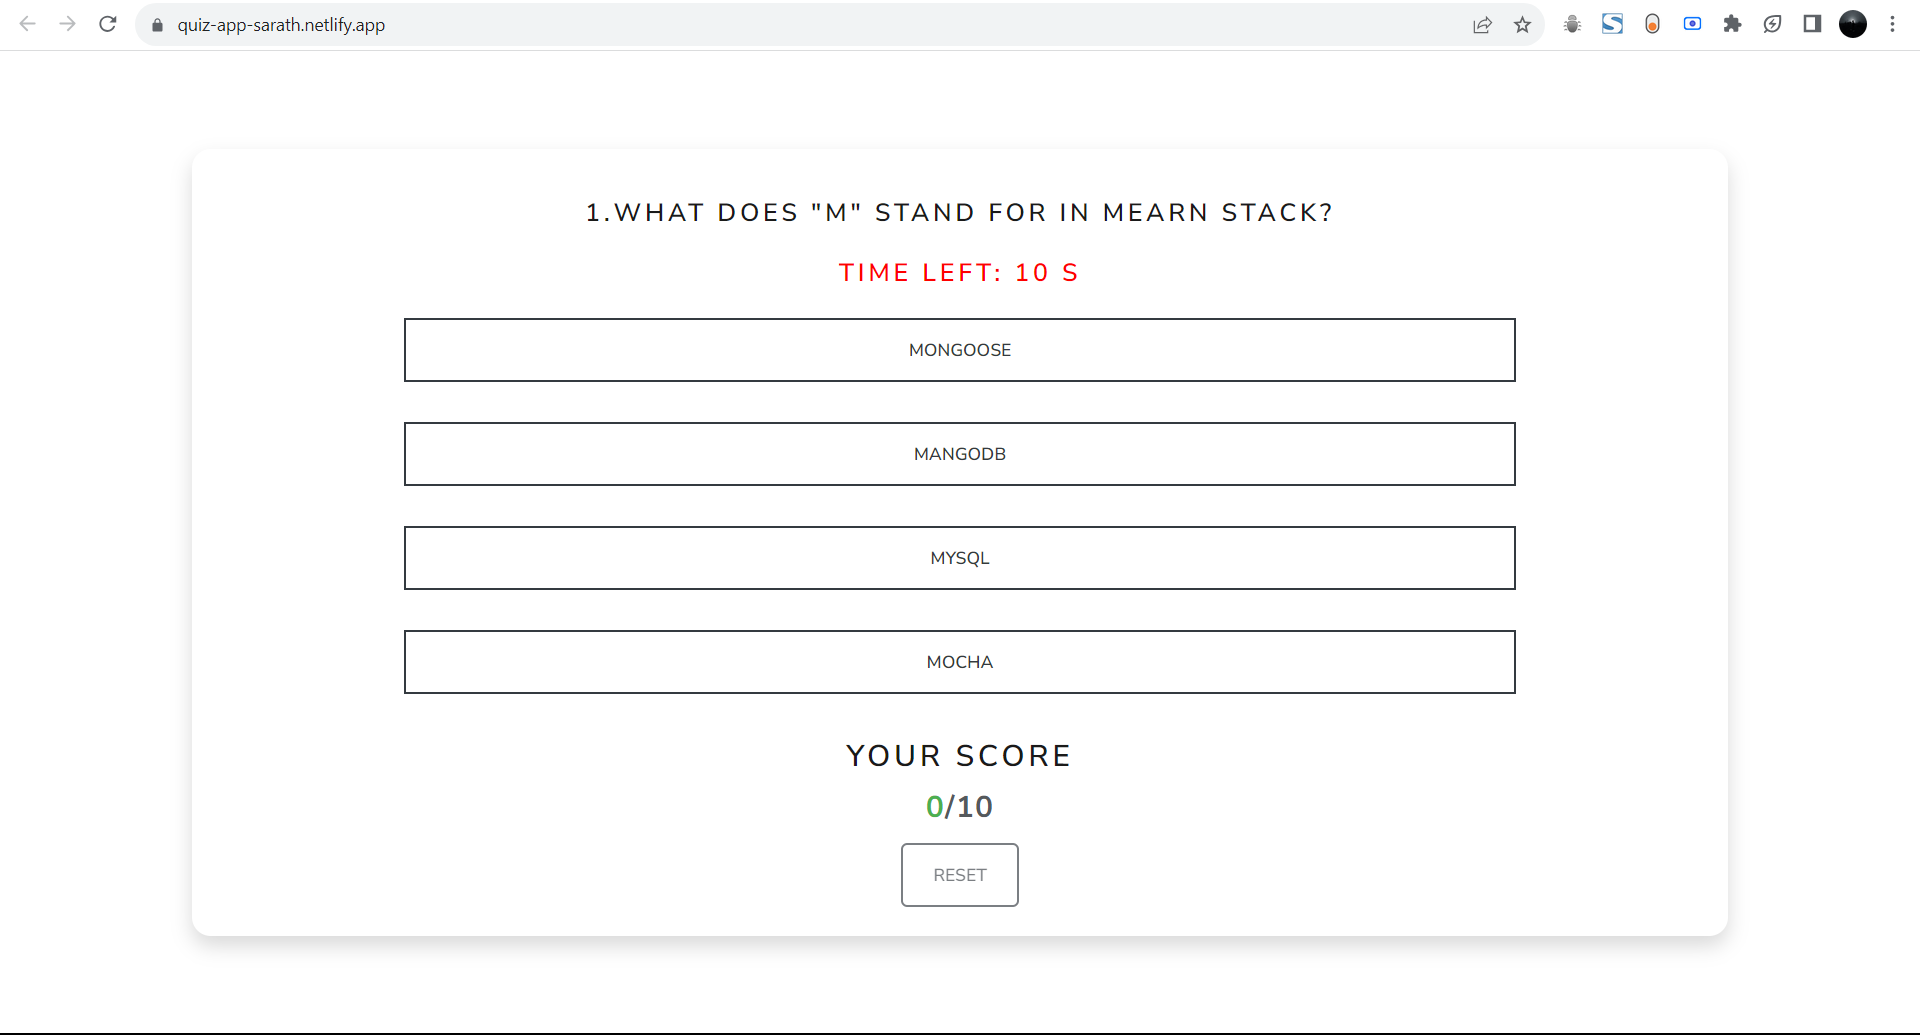 quiz-app-sarath.netlify.app
1.WHAT DOES "M" STAND FOR IN MEARN STACK?
TIME LEFT: 10 S
MONGOOSE
MANGODB
MYSQL
MOCHA
YOUR SCORE
0/10
RESET